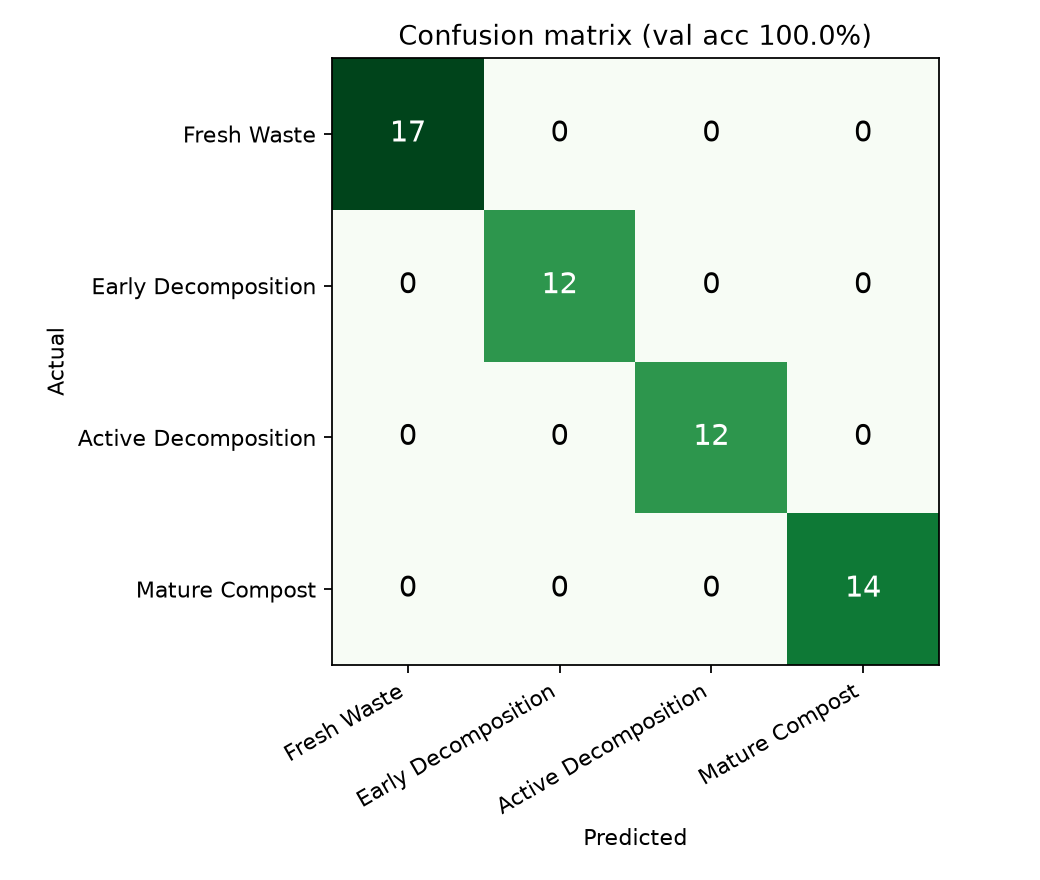 Confusion matrix (val acc 100.0%)
Fresh Waste 17 0 0 0
Early Decomposition 0 12 0 0
Active Decomposition 0 0 12 0
Mature Compost 0 0 0 14
Actual
Fresh Waste Early Decomposition Active Decomposition Mature Compost
Predicted